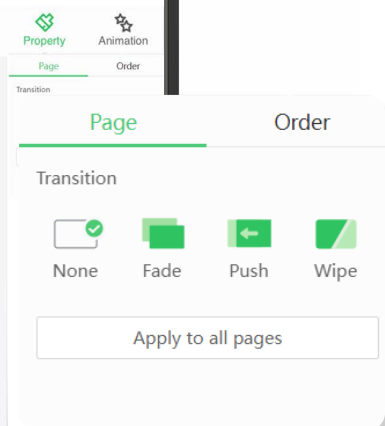 Property Animation
Page Order
Transition
Page Order
Transition
None Fade Push Wipe
Apply to all pages